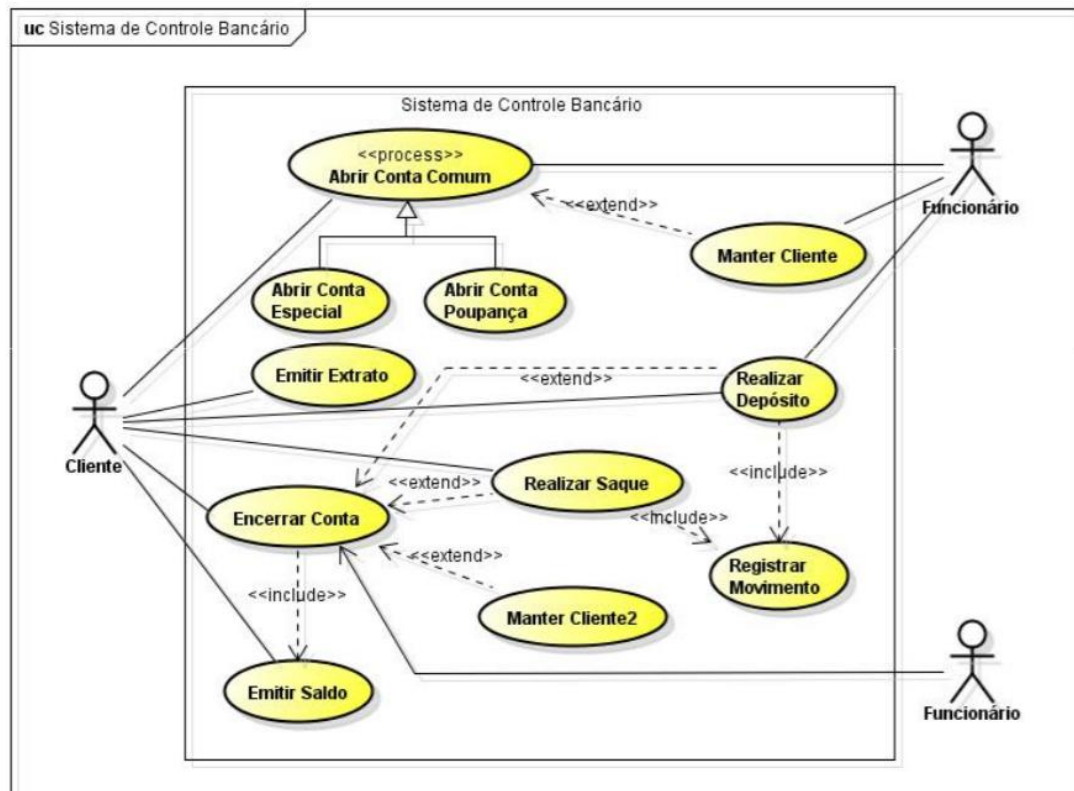 uc Sistema de Controle Bancário
Sistema de Controle Bancário
<<process>>
Abrir Conta Comum
<<extend>>
Funcionário
Manter Cliente
Abrir Conta
Especial
Abrir Conta
Poupança
Emitir Extrato
<<extend>>
Realizar
Depósito
Cliente
<<extend>>
Realizar Saque
<<include>>
Encerrar Conta
<<include>>
<<extend>>
Registrar
Movimento
<<include>>
Manter Cliente2
Emitir Saldo
Funcionário